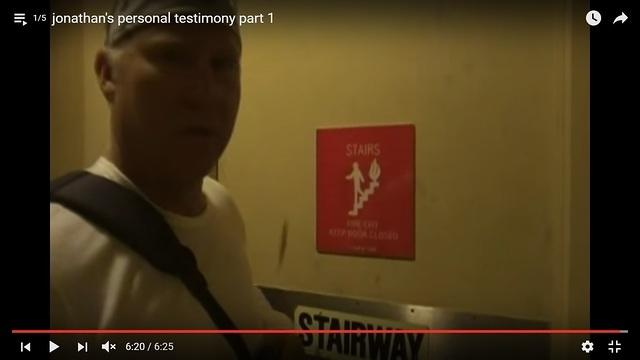 1/5 jonathan's personal testimony part 1
STAIRS
FIRE EXIT
KEEP DOOR CLOSED
STAIRWAY
6:20 / 6:25